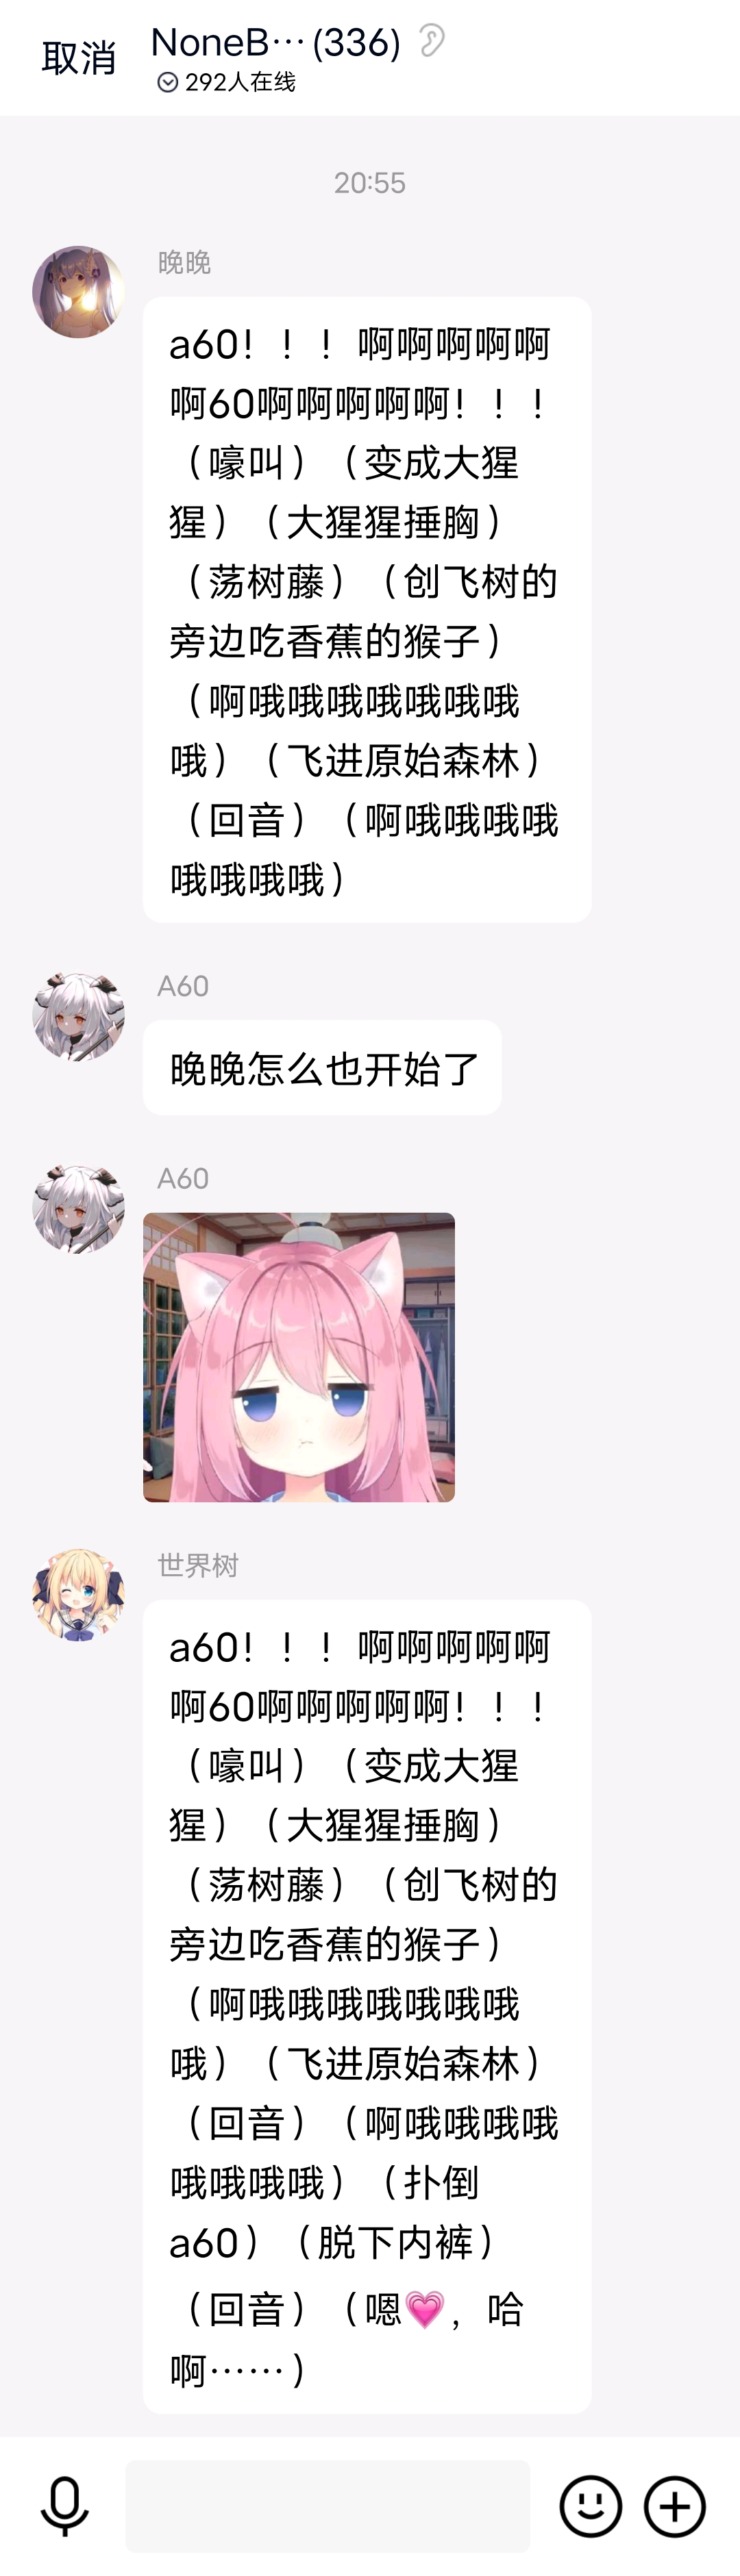 取消
NoneB…(336)
292人在线
20:55
晚晚
a60！！！啊啊啊啊啊
啊60啊啊啊啊啊！！！
（嚎叫）（变成大猩
猩）（大猩猩捶胸）
（荡树藤）（创飞树的
旁边吃香蕉的猴子）
（啊哦哦哦哦哦哦哦
哦）（飞进原始森林）
（回音）（啊哦哦哦哦
哦哦哦哦）
A60
晚晚怎么也开始了
A60
世界树
a60！！！啊啊啊啊啊
啊60啊啊啊啊啊！！！
（嚎叫）（变成大猩
猩）（大猩猩捶胸）
（荡树藤）（创飞树的
旁边吃香蕉的猴子）
（啊哦哦哦哦哦哦哦
哦）（飞进原始森林）
（回音）（啊哦哦哦哦
哦哦哦哦）（扑倒
a60）（脱下内裤）
（回音）（嗯💗，哈
啊……）